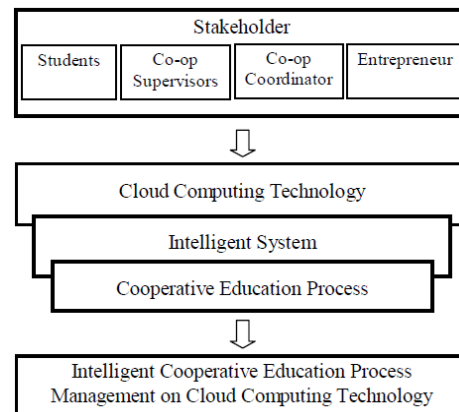 Stakeholder
Students
Co-op
Supervisors
Co-op
Coordinator
Entrepreneur
Cloud Computing Technology
Intelligent System
Cooperative Education Process
Intelligent Cooperative Education Process
Management on Cloud Computing Technology